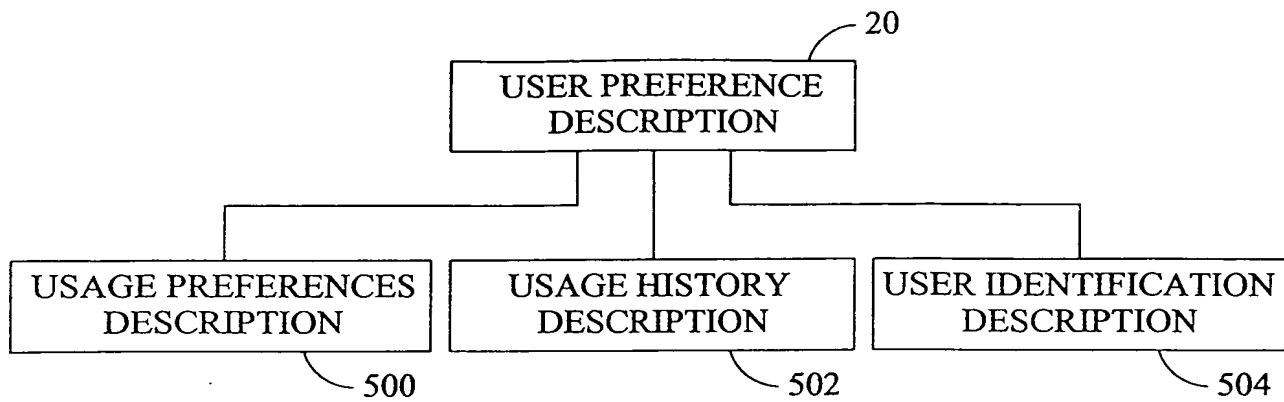 20
USER PREFERENCE
DESCRIPTION
USAGE PREFERENCES
DESCRIPTION
500
USAGE HISTORY
DESCRIPTION
502
USER IDENTIFICATION
DESCRIPTION
504